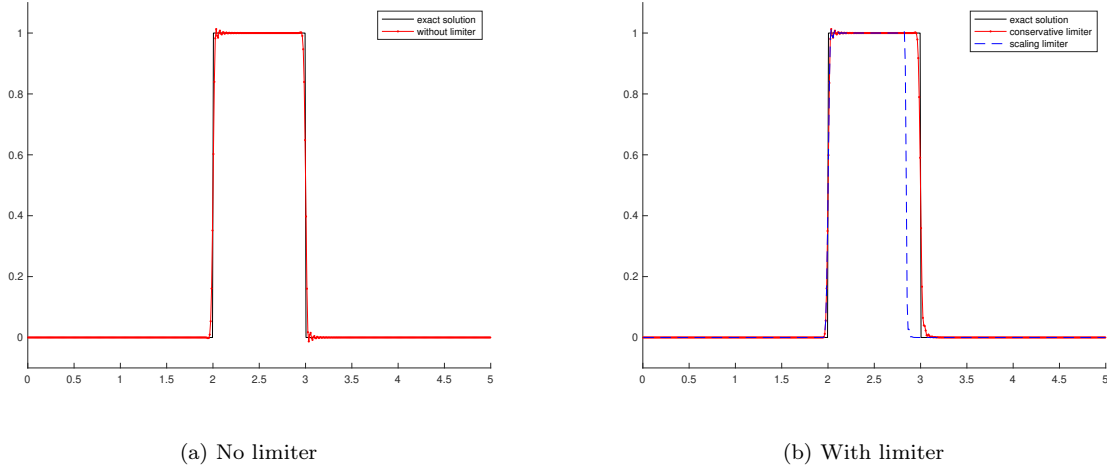 exact solution
without limiter
1
0.8
0.6
0.4
0.2
0
0 0.5 1 1.5 2 2.5 3 3.5 4 4.5 5
(a) No limiter
exact solution
conservative limiter
scaling limiter
1
0.8
0.6
0.4
0.2
0
0 0.5 1 1.5 2 2.5 3 3.5 4 4.5 5
(b) With limiter